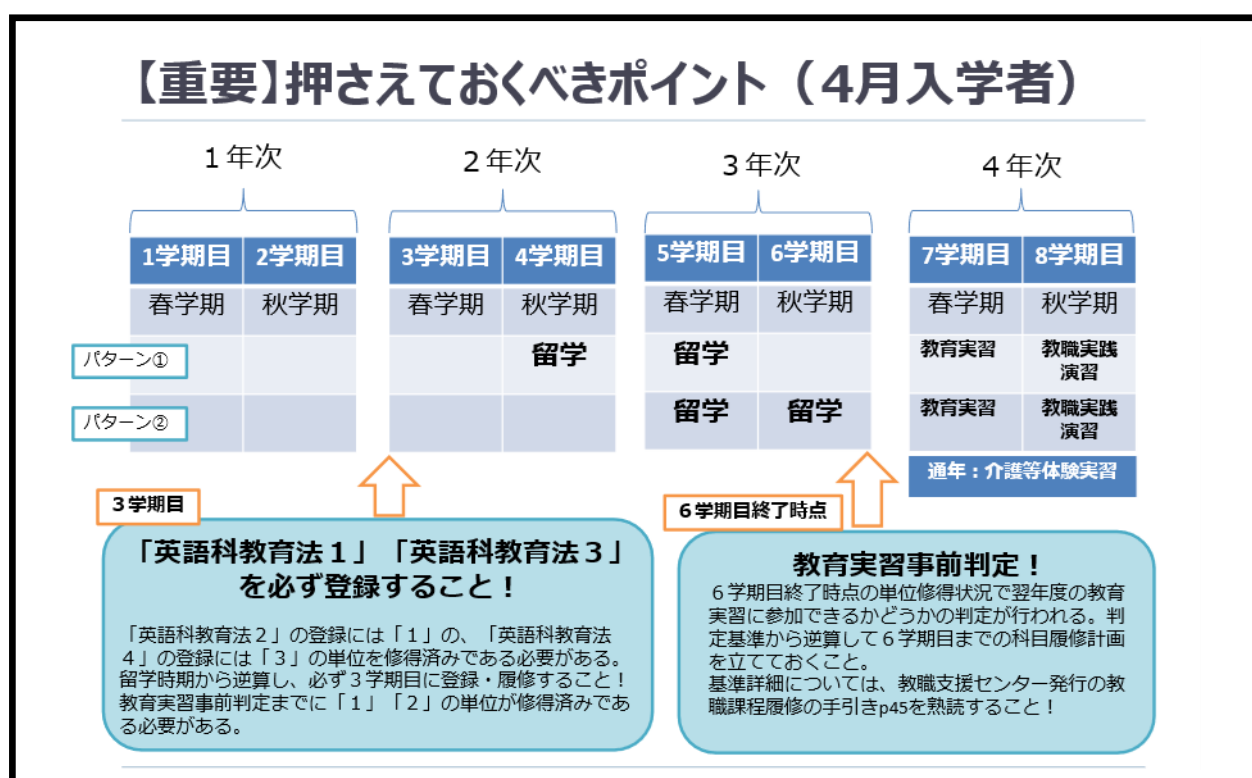 【重要】押さえておくべきポイント（4月入学者）
１年次
２年次
３年次
４年次
1学期目 2学期目 3学期目 4学期目 5学期目 6学期目 7学期目 8学期目
春学期 秋学期 春学期 秋学期 春学期 秋学期 春学期 秋学期
パターン① 留学 留学 教育実習 教職実践
演習
パターン② 留学 留学 教育実習 教職実践
演習
通年：介護等体験実習
３学期目
「英語科教育法１」「英語科教育法３」
を必ず登録すること！
「英語科教育法２」の登録には「１」の、「英語科教育法
４」の登録には「３」の単位を修得済みである必要がある。
留学時期から逆算し、必ず３学期目に登録・履修すること！
教育実習事前判定までに「１」「２」の単位が修得済みであ
る必要がある。
６学期目終了時点
教育実習事前判定！
６学期目終了時点の単位修得状況で翌年度の教育
実習に参加できるかどうかの判定が行われる。判
定基準から逆算して６学期目までの科目履修計画
を立てておくこと。
基準詳細については、教職支援センター発行の教
職課程履修の手引きp45を熟読すること！